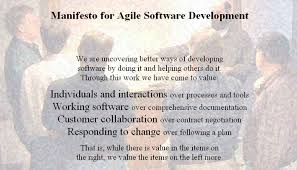 Manifesto for Agile Software Development
We are uncovering better ways of developing
software by doing it and helping others do it.
Through this work we have come to value:
Individuals and interactions over processes and tools
Working software over comprehensive documentation
Customer collaboration over contract negotiation
Responding to change over following a plan
That is, while there is value in the items on
the right, we value the items on the left more.